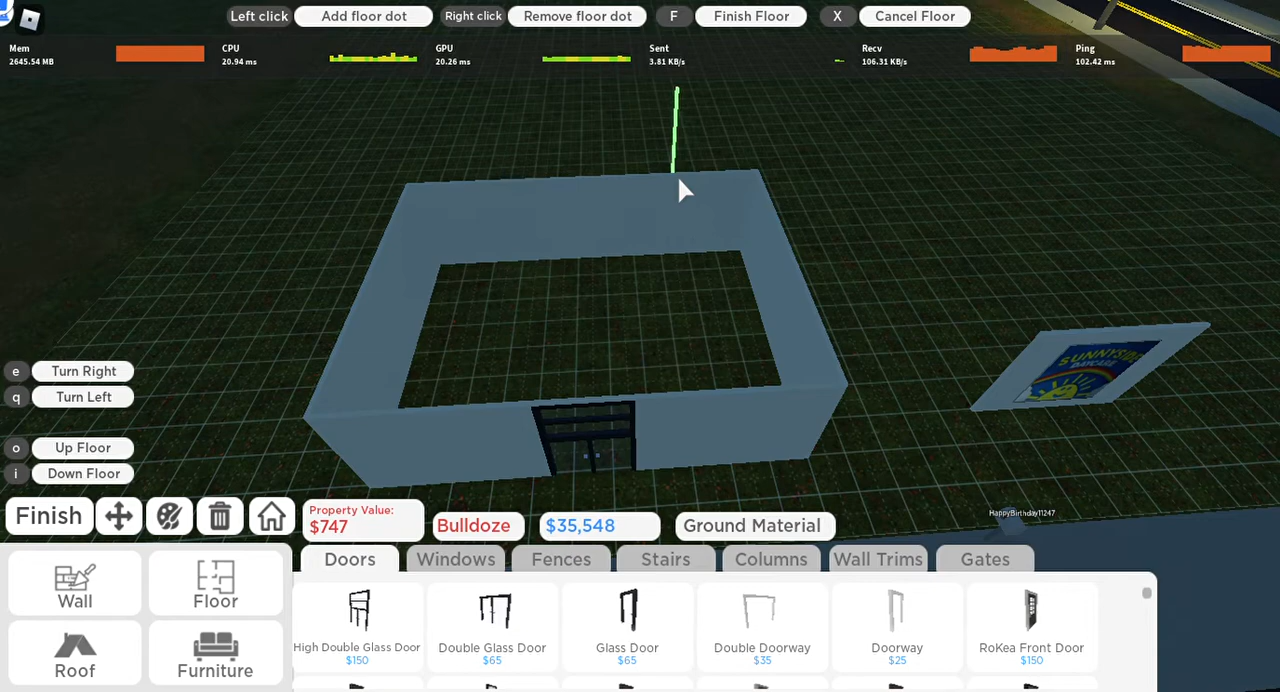 Left click Add floor dot Right click Remove floor dot F Finish Floor X Cancel Floor
Mem CPU GPU Sent Recv Ping
2645.54 MB 20.94 ms 20.26 ms 3.81 KB/s 106.31 KB/s 102.42 ms
SUNNYSIDE
DAYCARE
e Turn Right
q Turn Left
o Up Floor
i Down Floor
HappyBirthday11247
Finish Property Value: $747 Bulldoze $35,548 Ground Material
Wall Floor
Roof Furniture
Doors Windows Fences Stairs Columns Wall Trims Gates
High Double Glass Door Double Glass Door Glass Door Double Doorway Doorway RoKea Front Door
$150 $65 $65 $35 $25 $150